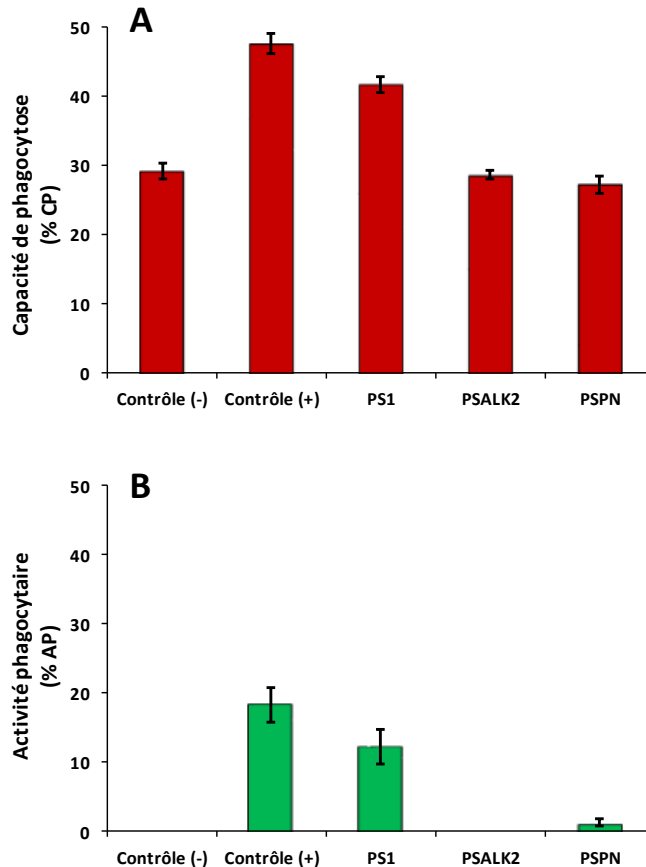 A
Capacité de phagocytose
(% CP)
50
40
30
20
10
0
Contrôle (-) Contrôle (+) PS1 PSALK2 PSPN
B
Activité phagocytaire
(% AP)
50
40
30
20
10
0
Contrôle (-) Contrôle (+) PS1 PSALK2 PSPN